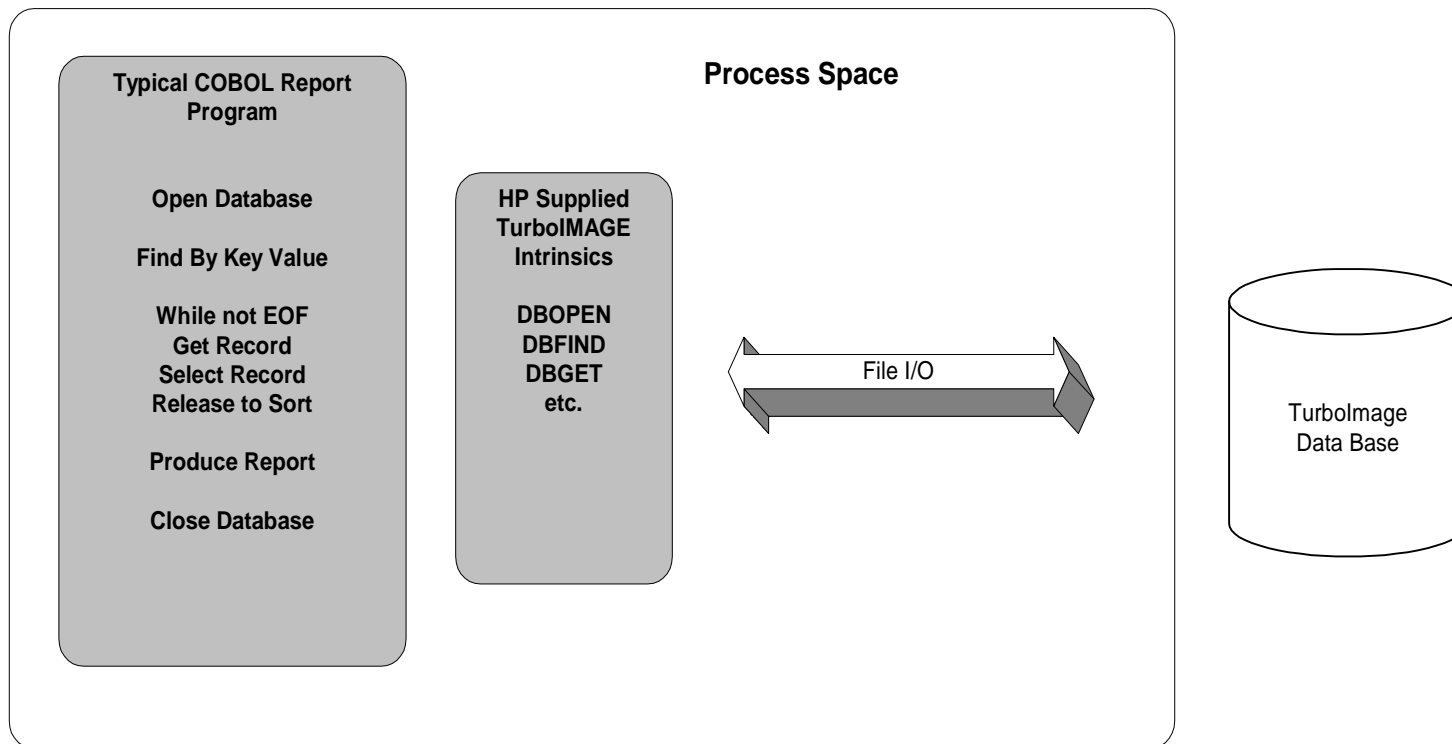 Process Space
Typical COBOL Report
Program
Open Database
Find By Key Value
While not EOF
Get Record
Select Record
Release to Sort
Produce Report
Close Database
HP Supplied
TurboIMAGE
Intrinsics
DBOPEN
DBFIND
DBGET
etc.
File I/O
TurboImage
Data Base